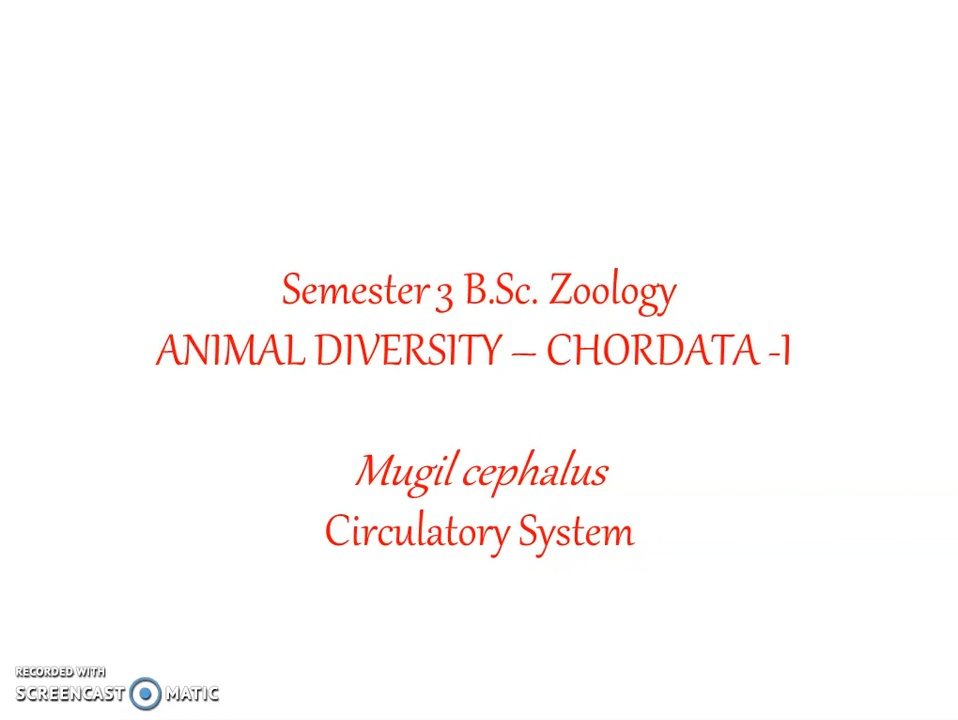 Semester 3 B.Sc. Zoology
ANIMAL DIVERSITY – CHORDATA -I
Mugil cephalus
Circulatory System
RECORDED WITH
SCREENCAST MATIC